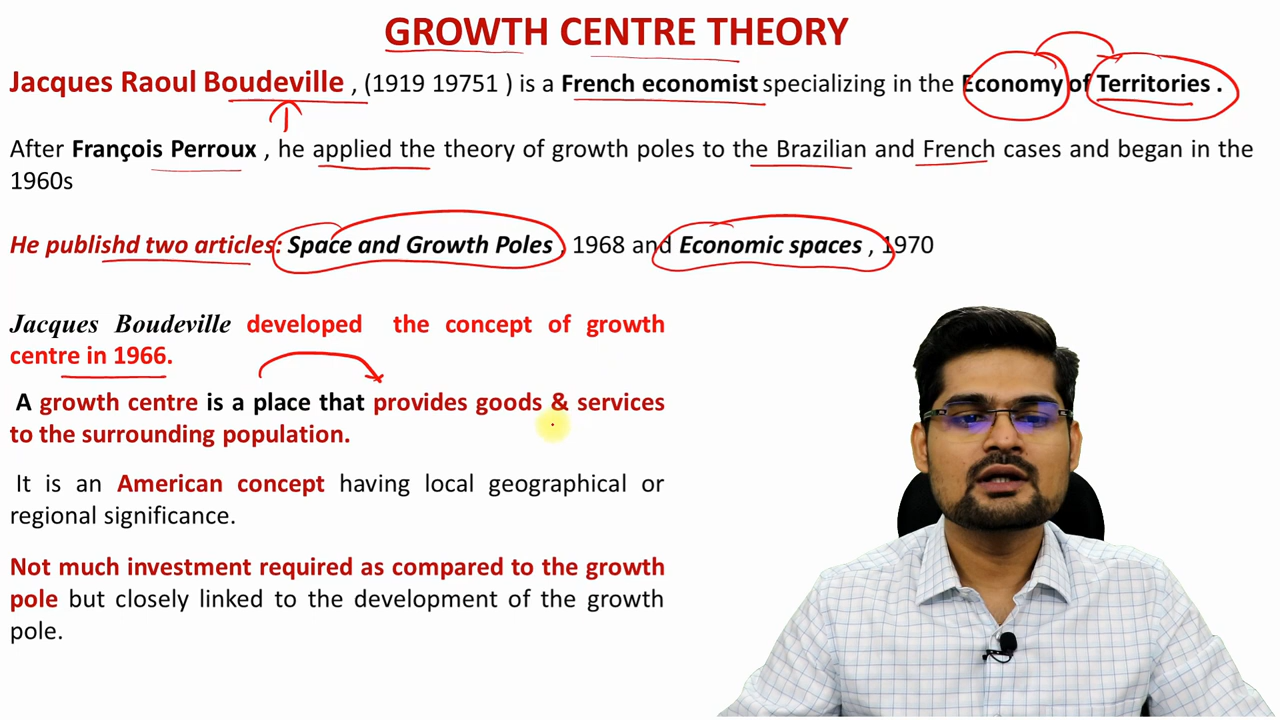 GROWTH CENTRE THEORY
Jacques Raoul Boudeville , (1919 19751 ) is a French economist specializing in the Economy of Territories .
After François Perroux , he applied the theory of growth poles to the Brazilian and French cases and began in the
1960s
He publishd two articles: Space and Growth Poles , 1968 and Economic spaces , 1970
Jacques Boudeville developed the concept of growth
centre in 1966.
A growth centre is a place that provides goods & services
to the surrounding population.
It is an American concept having local geographical or
regional significance.
Not much investment required as compared to the growth
pole but closely linked to the development of the growth
pole.